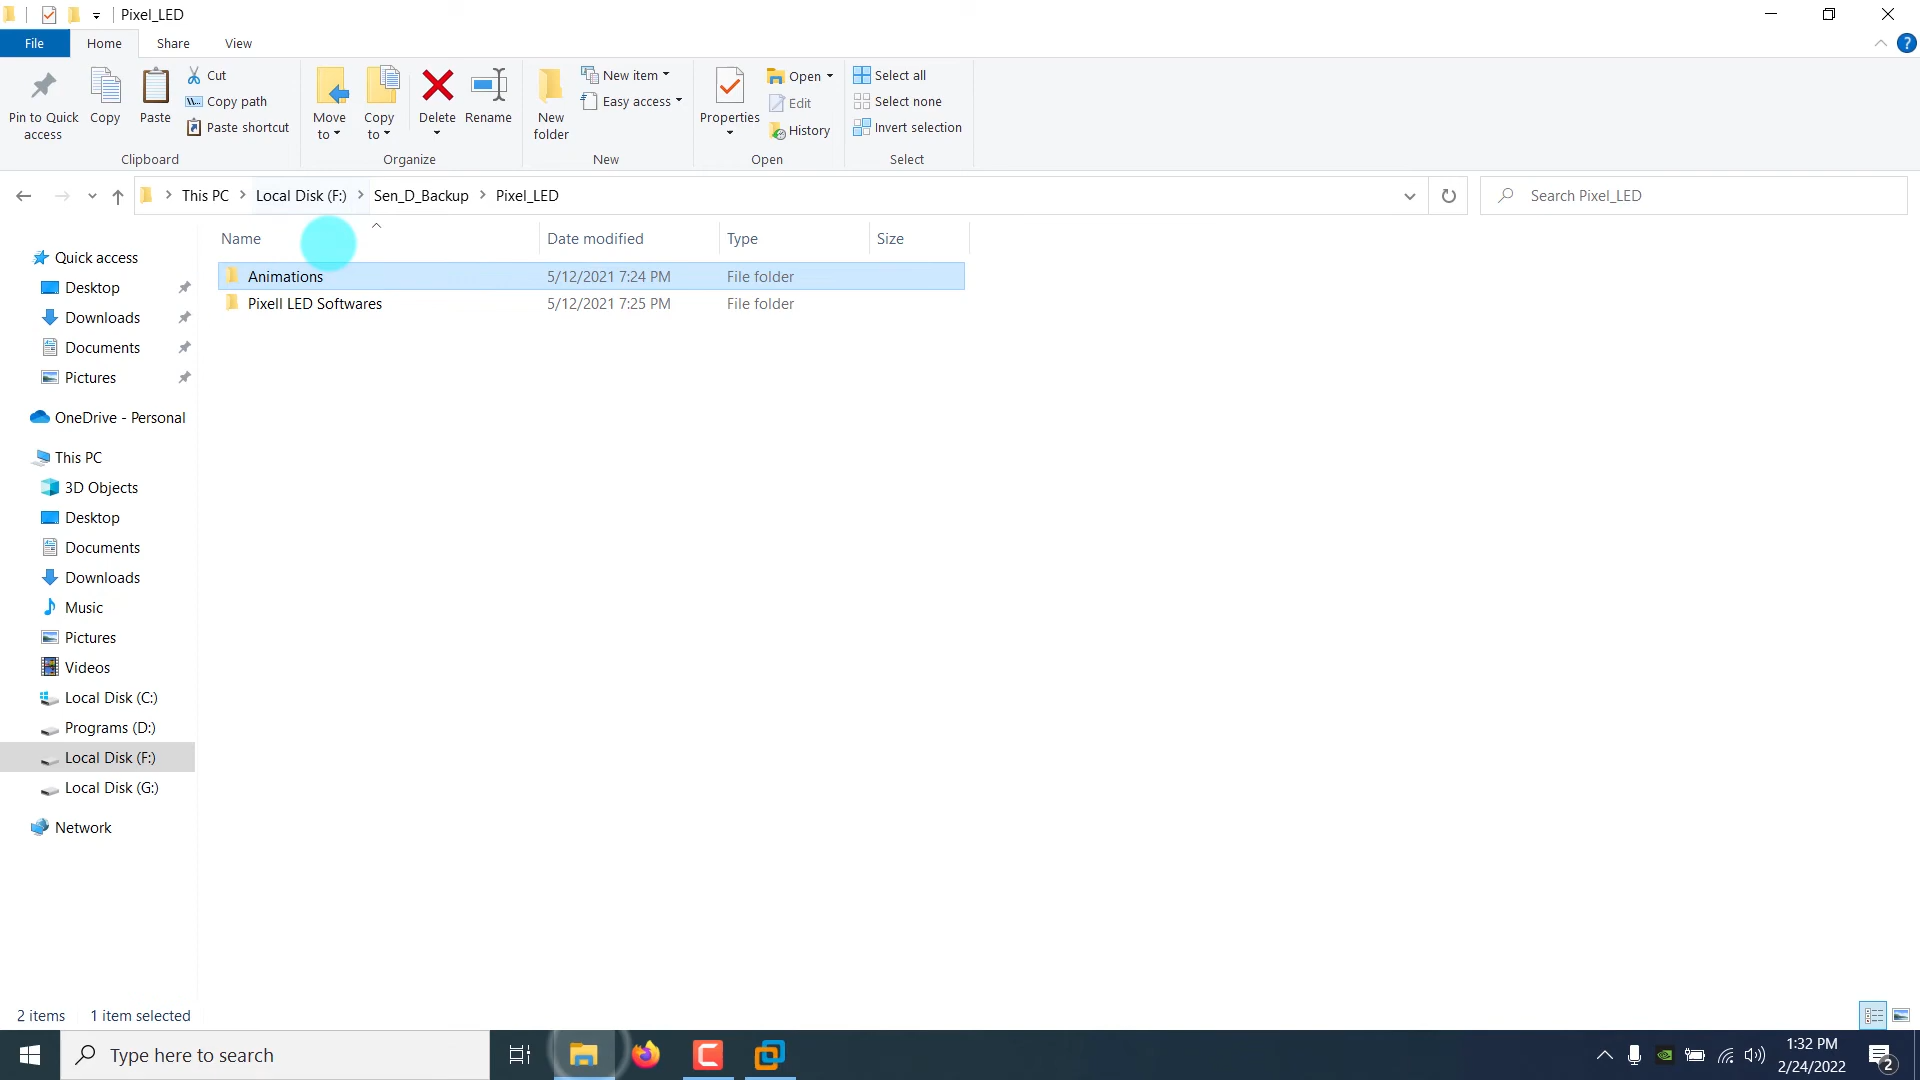 Pixel_LED
File
Home
Share
View
Pin to Quick
access
Copy
Paste
Cut
Copy path
Paste shortcut
Clipboard
Move
to
Copy
to
Delete
Rename
Organize
New
folder
New item
Easy access
New
Properties
Open
Edit
History
Open
Select all
Select none
Invert selection
Select
This PC
Local Disk (F:)
Sen_D_Backup
Pixel_LED
Search Pixel_LED
Name
Date modified
Type
Size
Animations
5/12/2021 7:24 PM
File folder
Pixell LED Softwares
5/12/2021 7:25 PM
File folder
Quick access
Desktop
Downloads
Documents
Pictures
OneDrive - Personal
This PC
3D Objects
Desktop
Documents
Downloads
Music
Pictures
Videos
Local Disk (C:)
Programs (D:)
Local Disk (F:)
Local Disk (G:)
Network
2 items
1 item selected
Type here to search
1:32 PM
2/24/2022
2